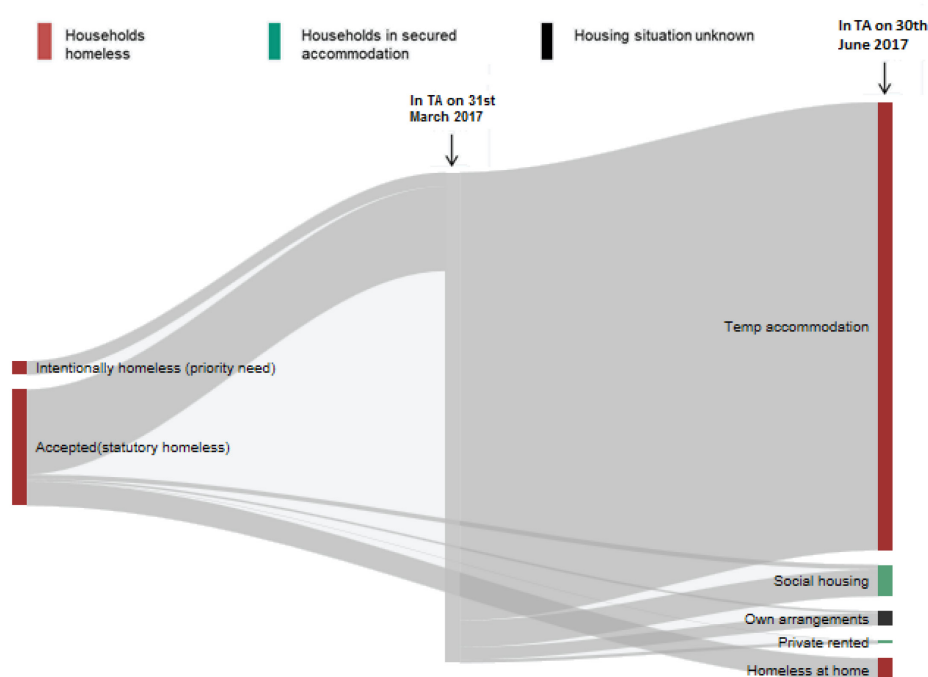 Households
homeless
Households in secured
accommodation
Housing situation unknown
In TA on 30th
June 2017
In TA on 31st
March 2017
Temp accommodation
Intentionally homeless (priority need)
Accepted(statutory homeless)
Social housing
Own arrangements
Private rented
Homeless at home